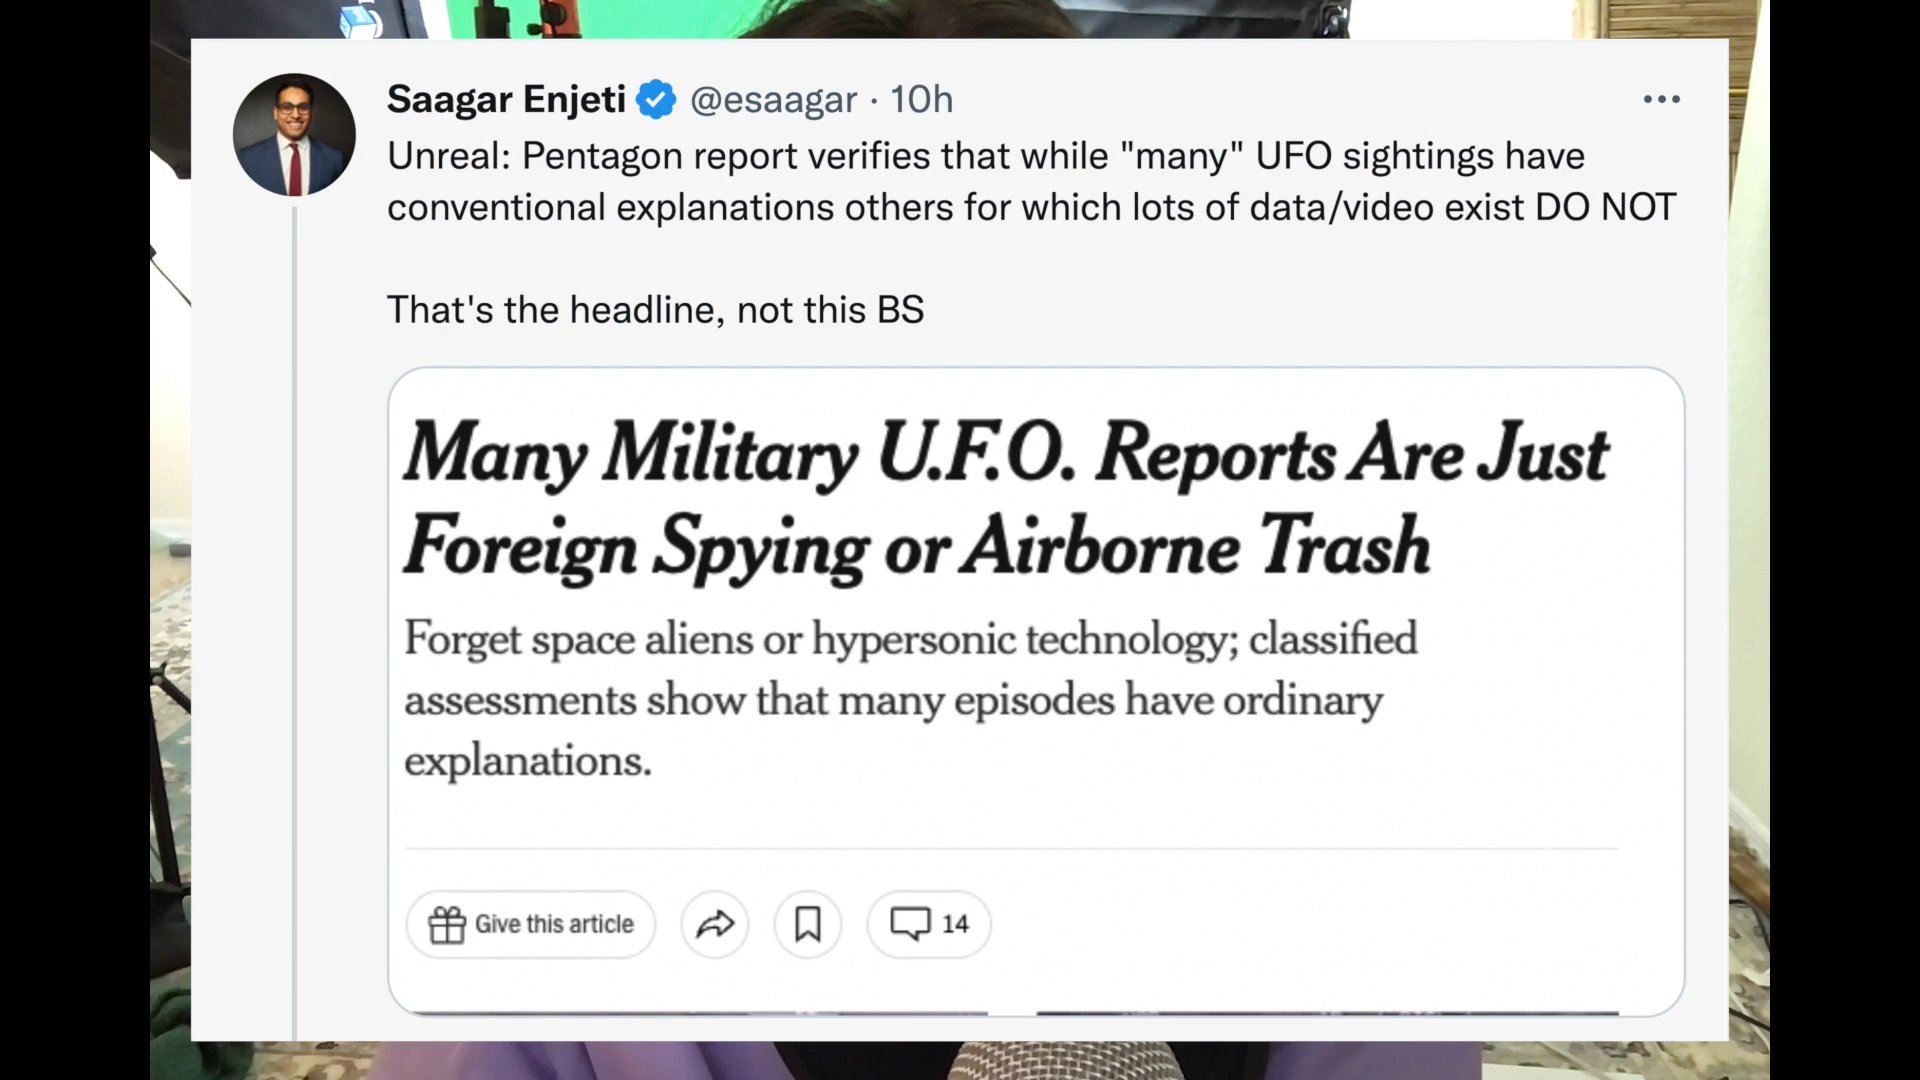 Saagar Enjeti @esaagar · 10h
Unreal: Pentagon report verifies that while "many" UFO sightings have
conventional explanations others for which lots of data/video exist DO NOT
That's the headline, not this BS
Many Military U.F.O. Reports Are Just
Foreign Spying or Airborne Trash
Forget space aliens or hypersonic technology; classified
assessments show that many episodes have ordinary
explanations.
Give this article
14